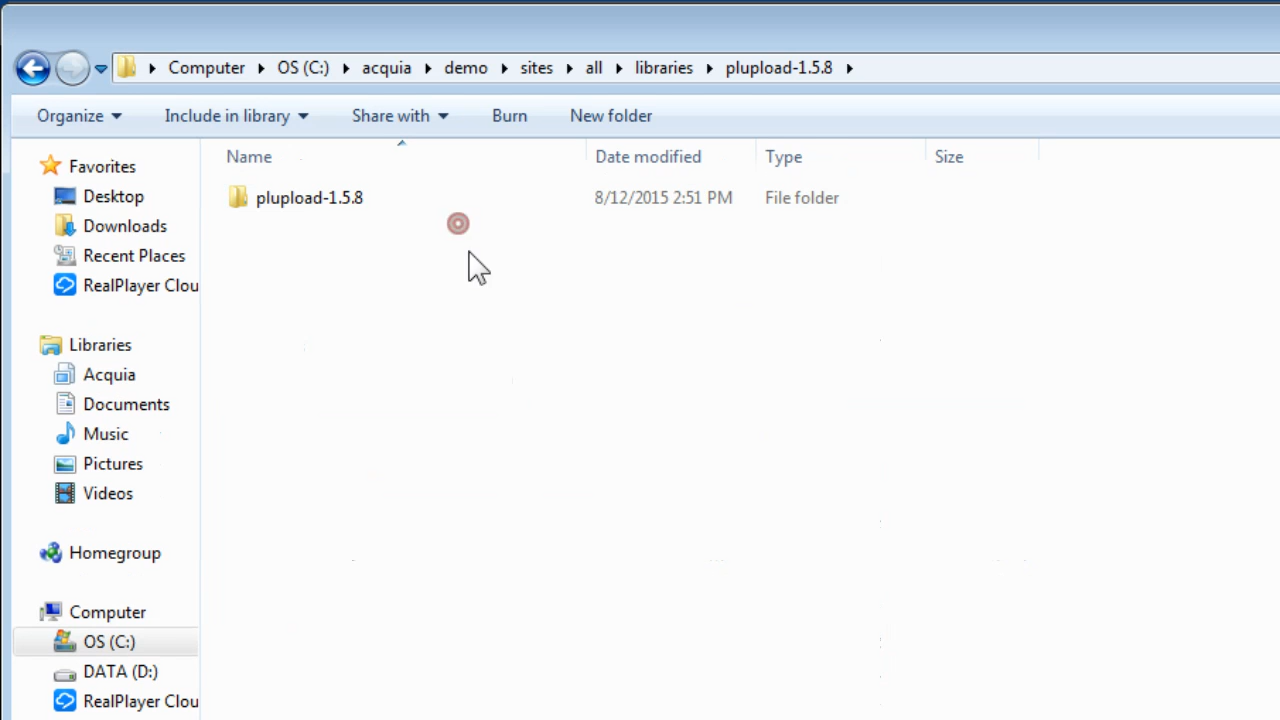 Computer OS (C:) acquia demo sites all libraries plupload-1.5.8
Organize Include in library Share with Burn New folder
Name Date modified Type Size
plupload-1.5.8 8/12/2015 2:51 PM File folder
Favorites
Desktop
Downloads
Recent Places
RealPlayer Clou
Libraries
Acquia
Documents
Music
Pictures
Videos
Homegroup
Computer
OS (C:)
DATA (D:)
RealPlayer Clou